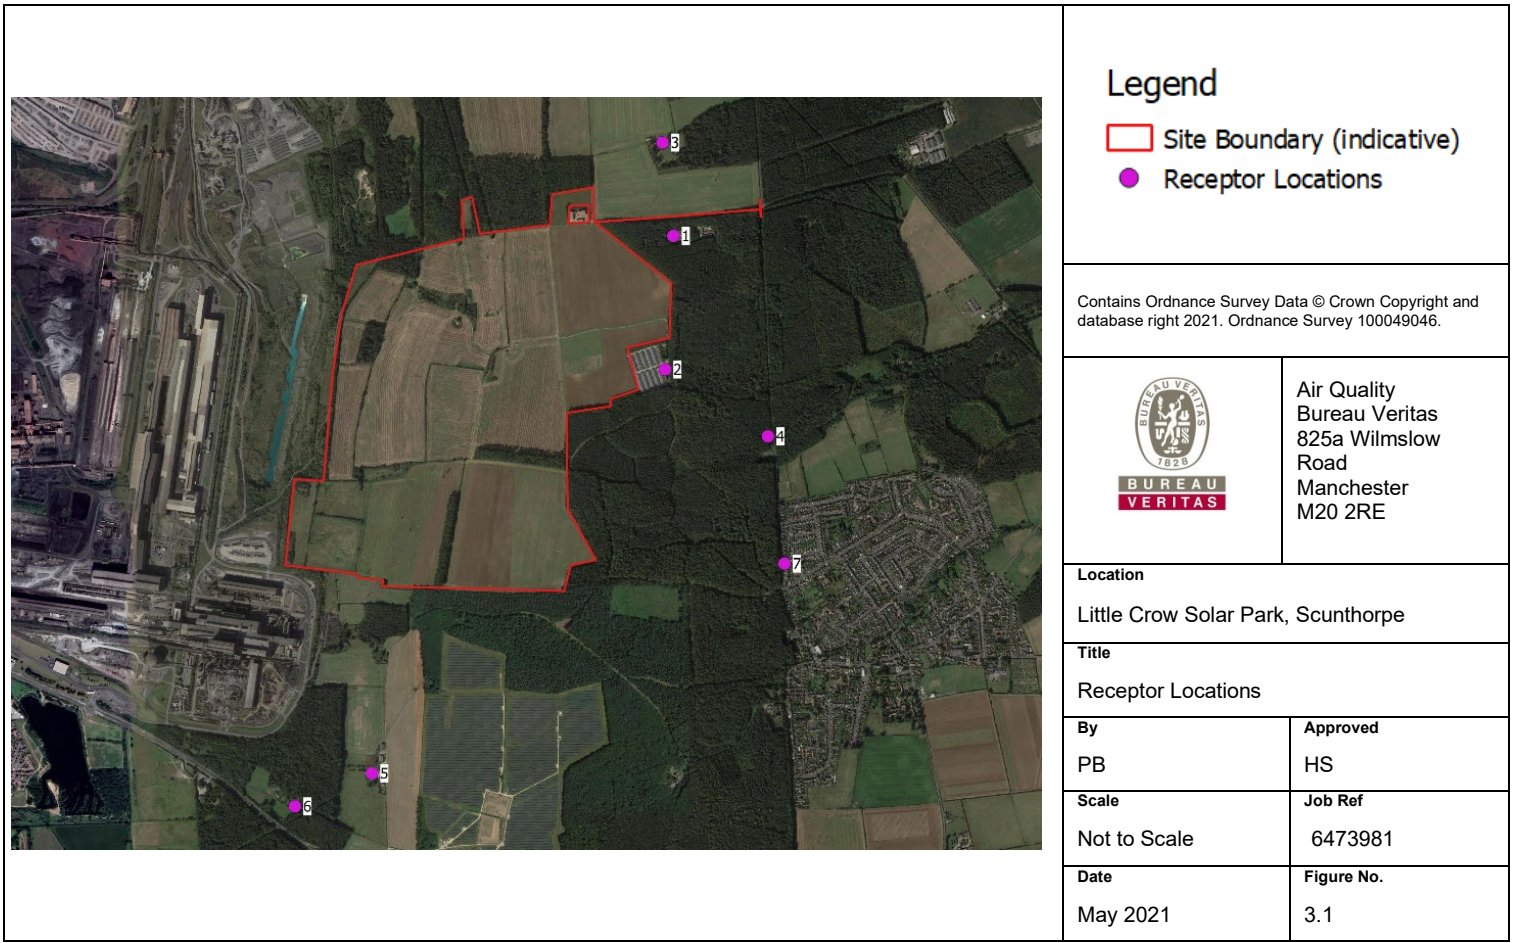 3
1
2
4
7
5
6
Legend
Site Boundary (indicative)
Receptor Locations
Contains Ordnance Survey Data © Crown Copyright and
database right 2021. Ordnance Survey 100049046.
BUREAU VERITAS
1828
BUREAU
VERITAS
Air Quality
Bureau Veritas
825a Wilmslow
Road
Manchester
M20 2RE
Location
Little Crow Solar Park, Scunthorpe
Title
Receptor Locations
By
Approved
PB
HS
Scale
Job Ref
Not to Scale
6473981
Date
Figure No.
May 2021
3.1